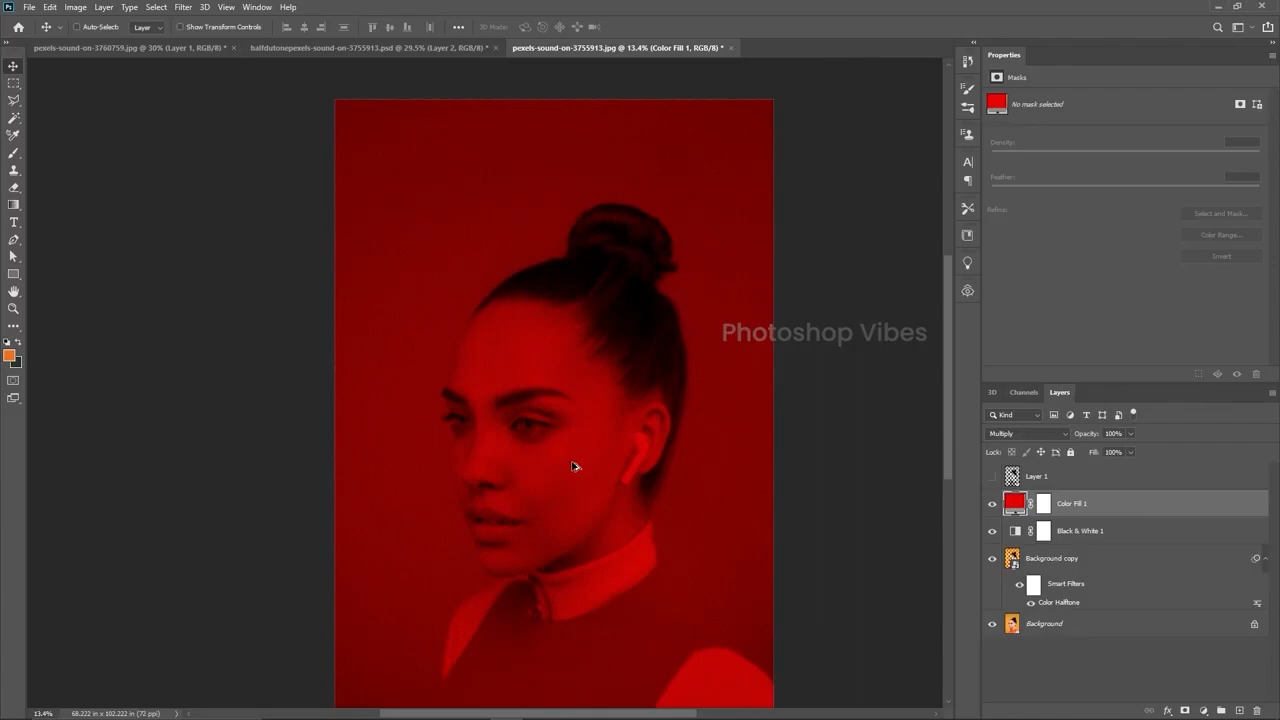 Ps File Edit Image Layer Type Select Filter 3D View Window Help
Auto-Select: Layer Show Transform Controls 3D Mode:
pexels-sound-on-3760759.jpg @ 30% (Layer 1, RGB/8) * × halfdutonepexels-sound-on-3755913.psd @ 29.5% (Layer 2, RGB/8) * × pexels-sound-on-3755913.jpg @ 13.4% (Color Fill 1, RGB/8) * ×
Properties
Masks
No mask selected
Density:
Feather:
Refine:
Select and Mask...
Color Range...
Invert
Photoshop Vibes
3D Channels Layers
Kind
Multiply Opacity: 100%
Lock: Fill: 100%
Layer 1
Color Fill 1
Black & White 1
Background copy
Smart Filters
Color Halftone
Background
13.4% 68.222 in x 102.222 in (72 ppi)